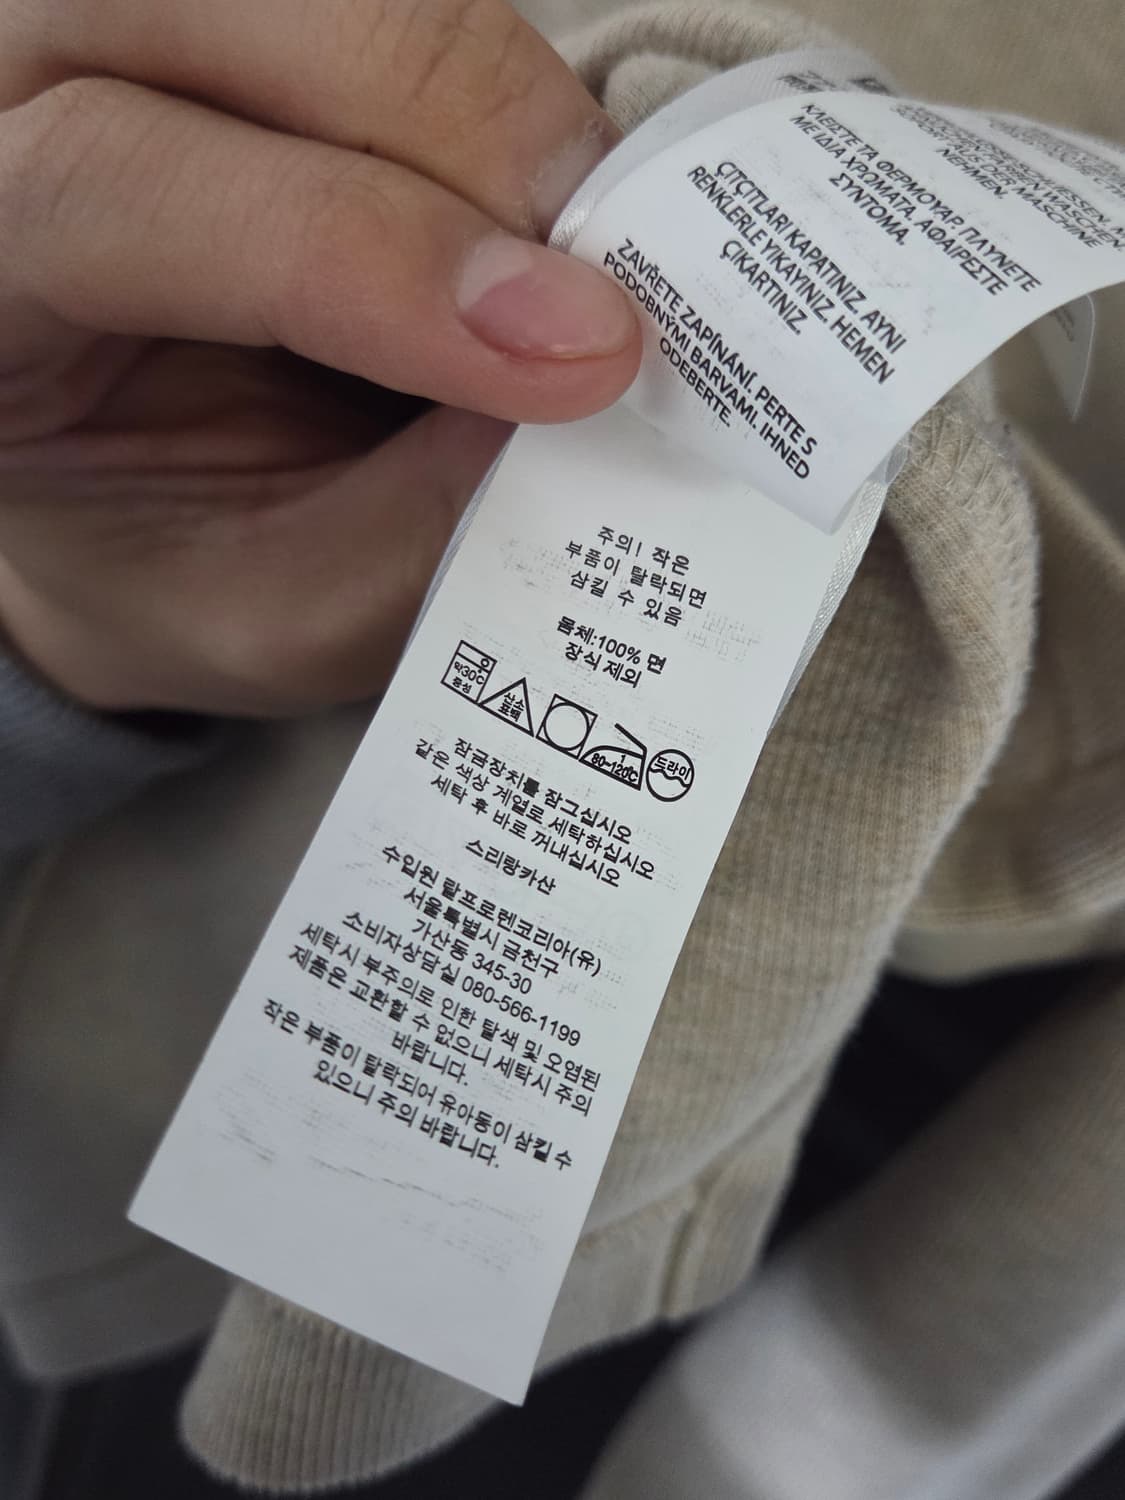 SOFORT AUS DER MASCHINE
NEHMEN.
ΚΛΕΙΣΤΕ ΤΑ ΦΕΡΜΟΥΑΡ. ΠΛΥΝΕΤΕ
ΜΕ ΙΔΙΑ ΧΡΩΜΑΤΑ. ΑΦΑΙΡΕΣΤΕ
ΣΥΝΤΟΜΑ.
ÇITÇITLARI KAPATINIZ. AYNI
RENKLERLE YIKAYINIZ. HEMEN
ÇIKARTINIZ
ZAVŘETE ZAPÍNÁNÍ. PERTE S
PODOBNÝMI BARVAMI. IHNED
ODEBERTE.
주의! 작은
부품이 탈락되면
삼킬 수 있음
몸체:100% 면
장식 제외
약30℃
중성
산소
표백
1
80~120℃
드라이
잠금장치를 잠그십시오
같은 색상 계열로 세탁하십시오
세탁 후 바로 꺼내십시오
스리랑카산
수입원 랄프로렌코리아(유)
서울특별시 금천구
가산동 345-30
소비자상담실 080-566-1199
세탁시 부주의로 인한 탈색 및 오염된
제품은 교환할 수 없으니 세탁시 주의
바랍니다.
작은 부품이 탈락되어 유아동이 삼킬 수
있으니 주의 바랍니다.